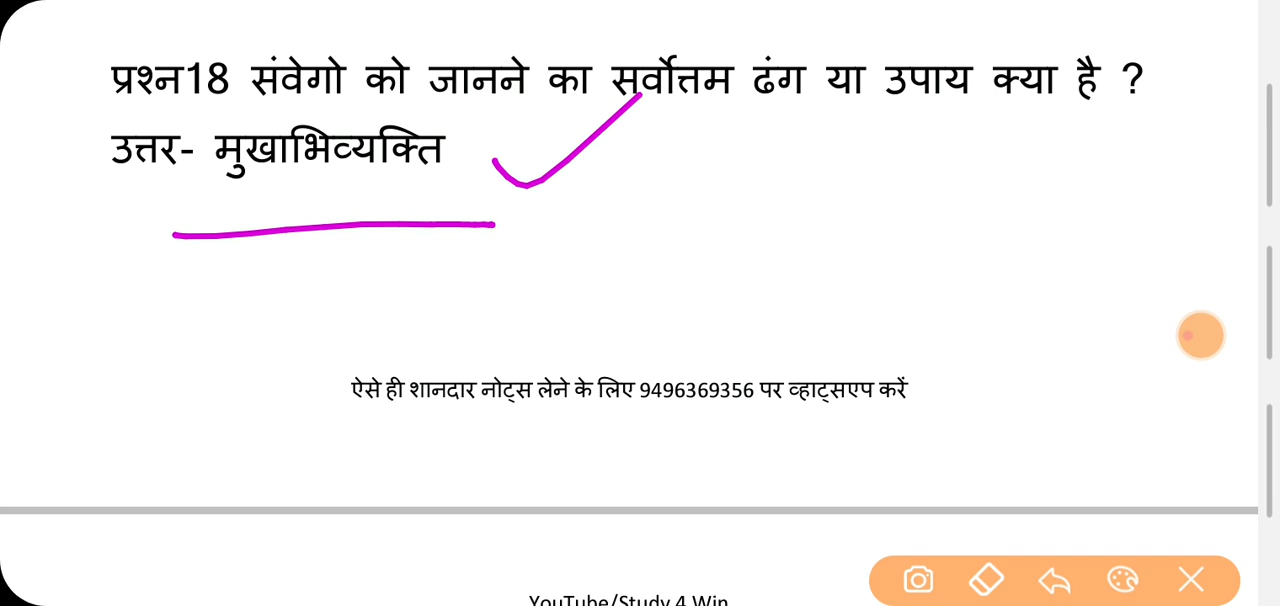 प्रश्न18 संवेगो को जानने का सर्वोत्तम ढंग या उपाय क्या है ?
उत्तर- मुखाभिव्यक्ति
ऐसे ही शानदार नोट्स लेने के लिए 9496369356 पर व्हाट्सएप करें
YouTube/Study 4 Win